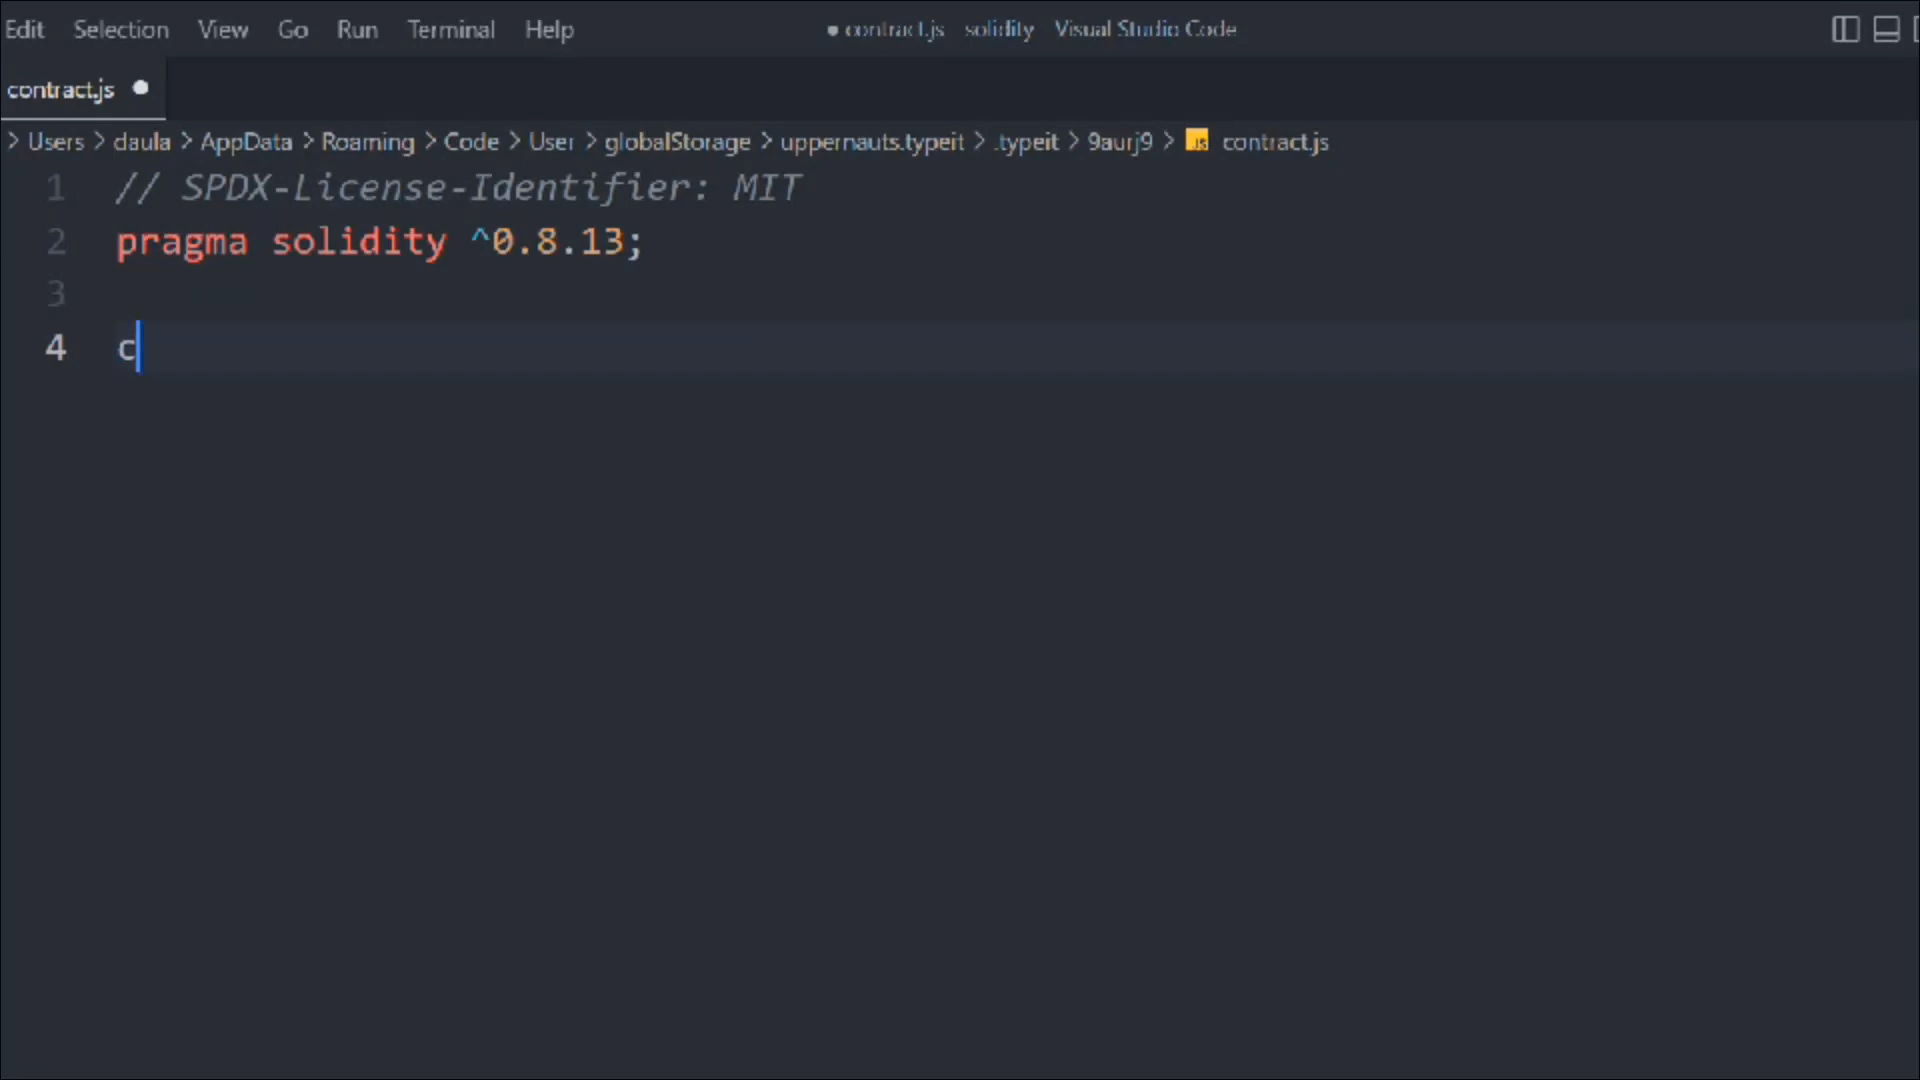 Edit Selection View Go Run Terminal Help ● contract.js solidity Visual Studio Code
contract.js ●
> Users > daula > AppData > Roaming > Code > User > globalStorage > uppernauts.typeit > .typeit > 9aurj9 > JS contract.js
1 // SPDX-License-Identifier: MIT
2 pragma solidity ^0.8.13;
3
4 c